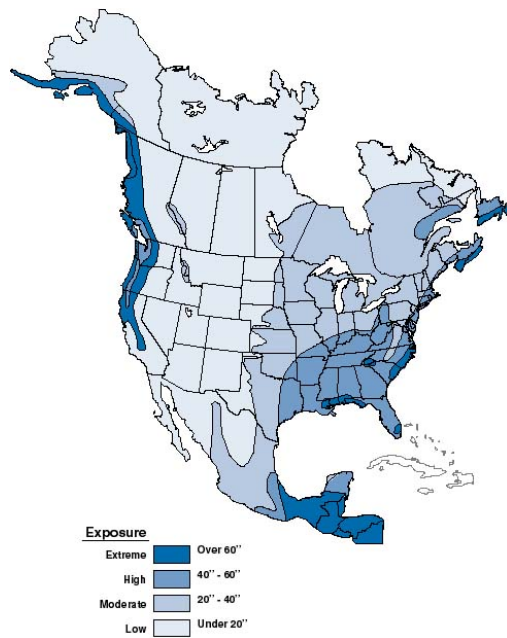 Exposure
Extreme Over 60"
High 40" - 60"
Moderate 20" - 40"
Low Under 20"